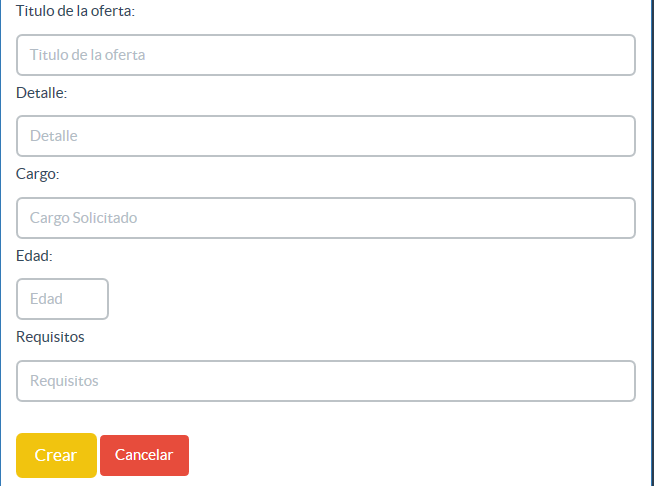 Titulo de la oferta:
Titulo de la oferta
Detalle:
Detalle
Cargo:
Cargo Solicitado
Edad:
Edad
Requisitos
Requisitos
Crear Cancelar